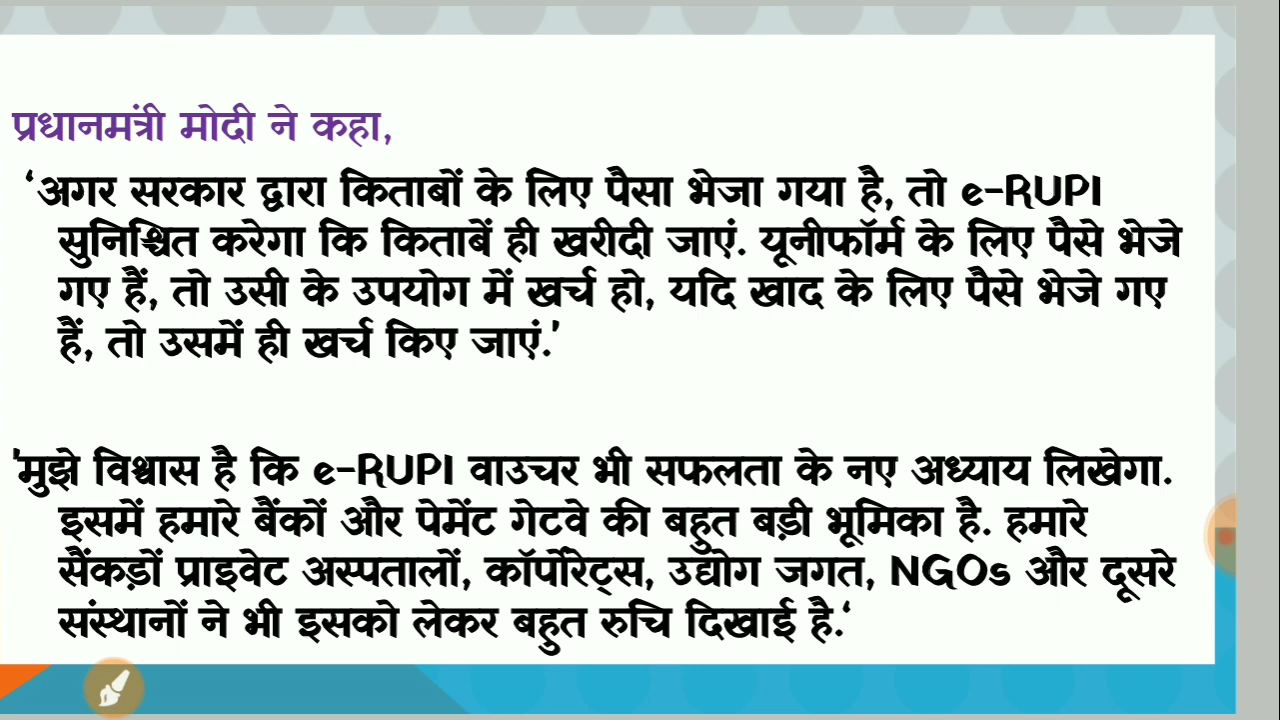 प्रधानमंत्री मोदी ने कहा,
‘अगर सरकार द्वारा किताबों के लिए पैसा भेजा गया है, तो e-RUPI
सुनिश्चित करेगा कि किताबें ही खरीदी जाएं. यूनीफॉर्म के लिए पैसे भेजे
गए हैं, तो उसी के उपयोग में खर्च हो, यदि खाद के लिए पैसे भेजे गए
हैं, तो उसमें ही खर्च किए जाएं.'
'मुझे विश्वास है कि e-RUPI वाउचर भी सफलता के नए अध्याय लिखेगा.
इसमें हमारे बैंकों और पेमेंट गेटवे की बहुत बड़ी भूमिका है. हमारे
सैंकड़ों प्राइवेट अस्पतालों, कॉर्पोरेट्स, उद्योग जगत, NGOs और दूसरे
संस्थानों ने भी इसको लेकर बहुत रुचि दिखाई है.‘